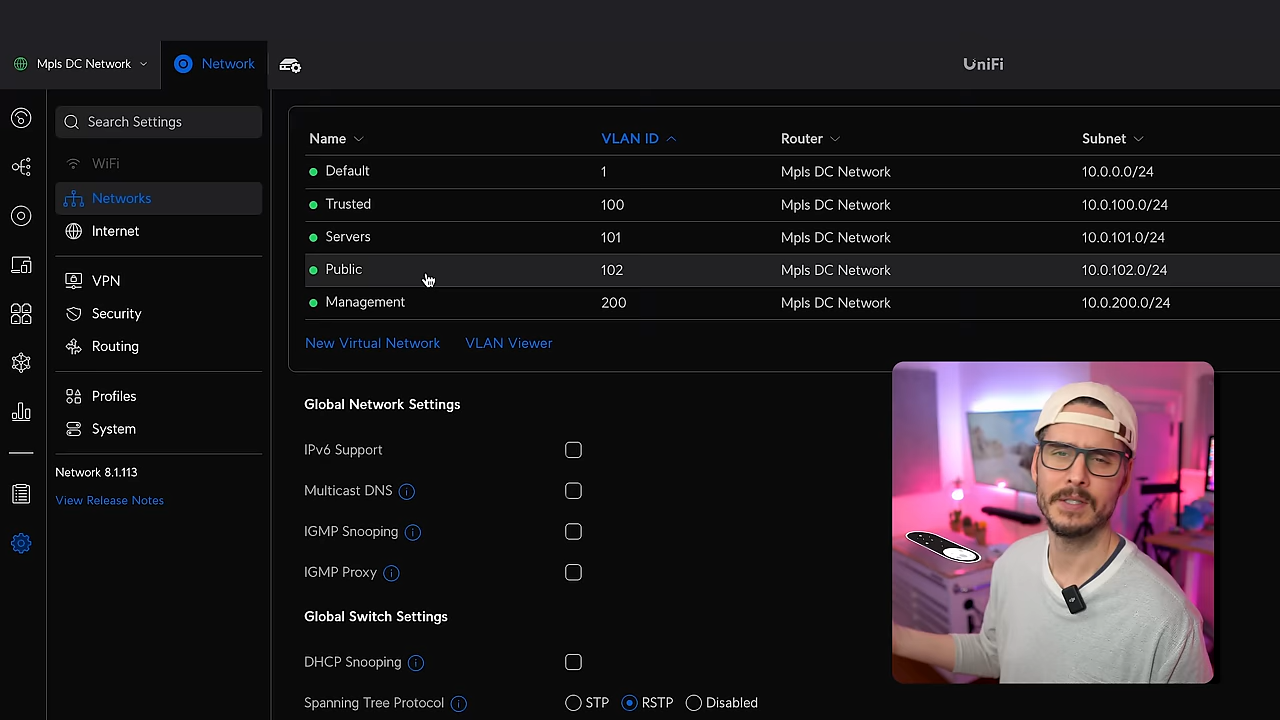 Mpls DC Network
Network
UniFi
Search Settings
WiFi
Networks
Internet
VPN
Security
Routing
Profiles
System
Network 8.1.113
View Release Notes
Name VLAN ID Router Subnet
Default 1 Mpls DC Network 10.0.0.0/24
Trusted 100 Mpls DC Network 10.0.100.0/24
Servers 101 Mpls DC Network 10.0.101.0/24
Public 102 Mpls DC Network 10.0.102.0/24
Management 200 Mpls DC Network 10.0.200.0/24
New Virtual Network VLAN Viewer
Global Network Settings
IPv6 Support
Multicast DNS
IGMP Snooping
IGMP Proxy
Global Switch Settings
DHCP Snooping
Spanning Tree Protocol STP RSTP Disabled